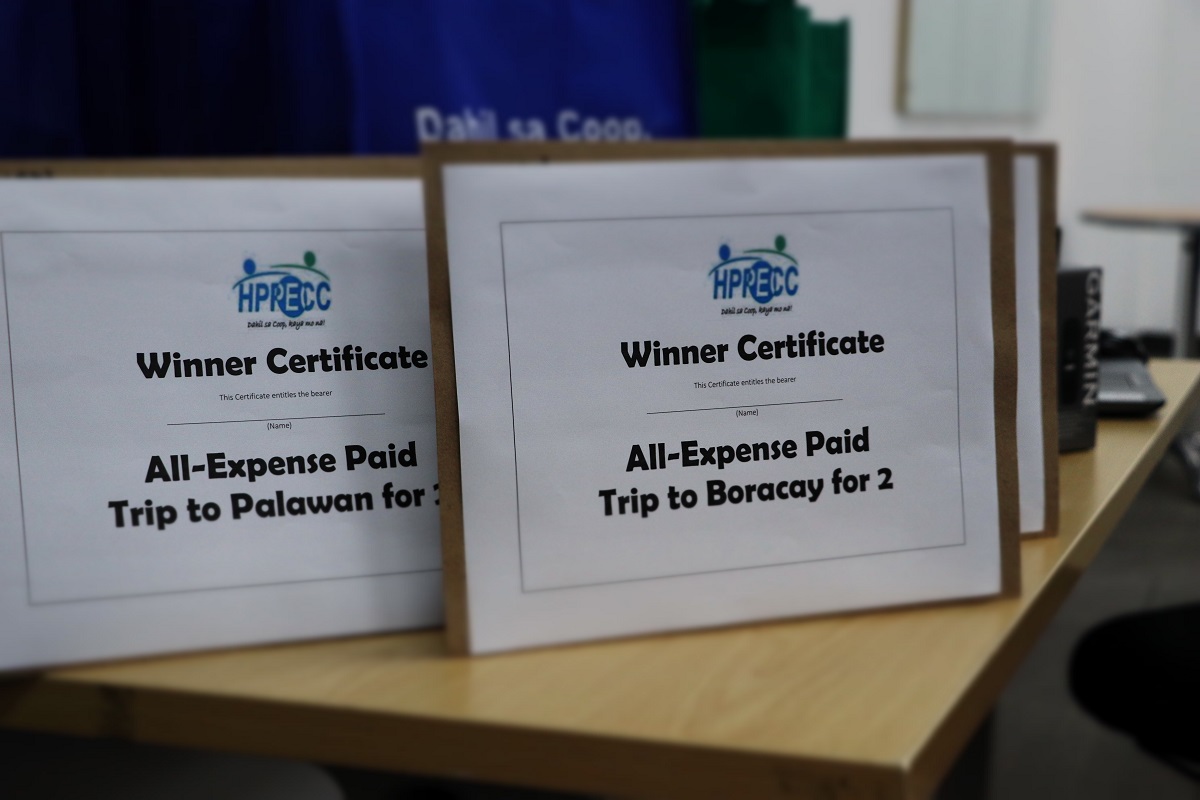 Dahil sa Coop,
HPRECC
Dahil sa Coop, kaya mo na!
Winner Certificate
This Certificate entitles the bearer
(Name)
All-Expense Paid
Trip to Palawan for
HPRECC
Dahil sa Coop, kaya mo na!
Winner Certificate
This Certificate entitles the bearer
(Name)
All-Expense Paid
Trip to Boracay for 2
GARMIN